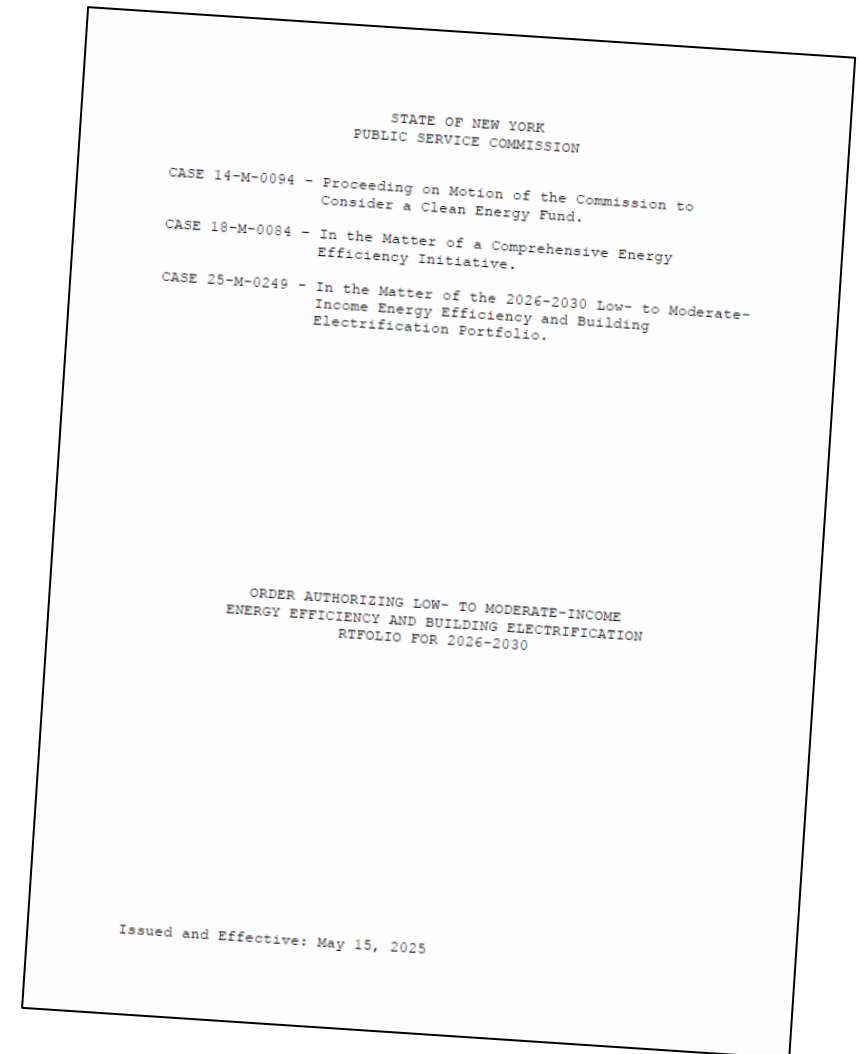 STATE OF NEW YORK
PUBLIC SERVICE COMMISSION
CASE 14-M-0094 - Proceeding on Motion of the Commission to
Consider a Clean Energy Fund.
CASE 18-M-0084 - In the Matter of a Comprehensive Energy
Efficiency Initiative.
CASE 25-M-0249 - In the Matter of the 2026-2030 Low- to Moderate-
Income Energy Efficiency and Building
Electrification Portfolio.
ORDER AUTHORIZING LOW- TO MODERATE-INCOME
ENERGY EFFICIENCY AND BUILDING ELECTRIFICATION
RTFOLIO FOR 2026-2030
Issued and Effective: May 15, 2025